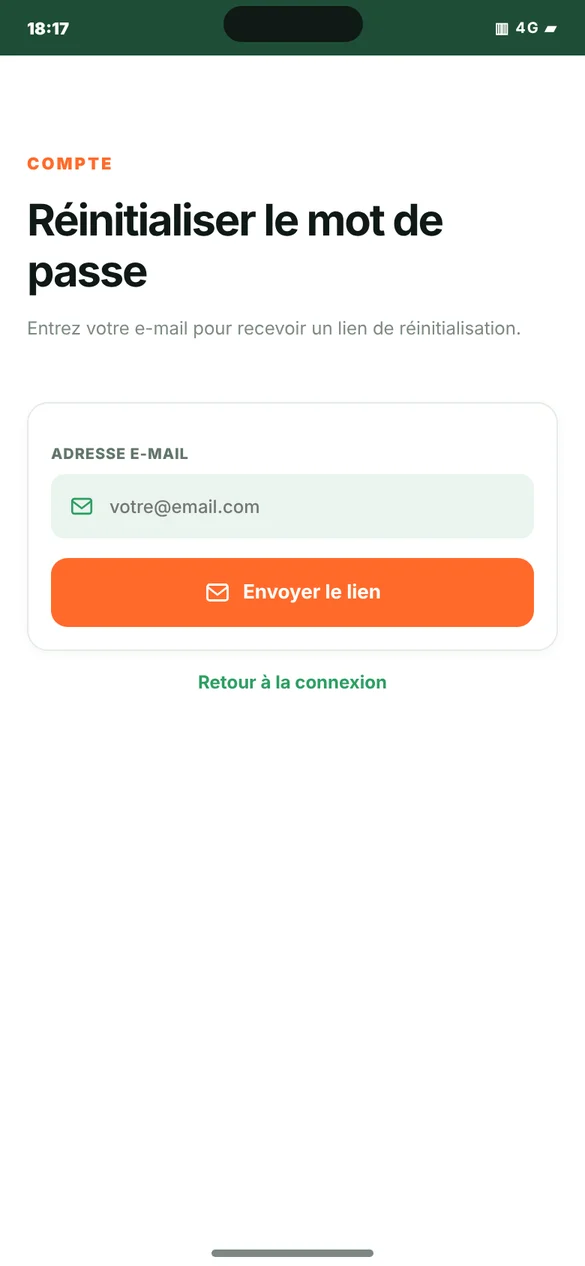 18:17
4G
COMPTE
Réinitialiser le mot de
passe
Entrez votre e-mail pour recevoir un lien de réinitialisation.
ADRESSE E-MAIL
votre@email.com
Envoyer le lien
Retour à la connexion